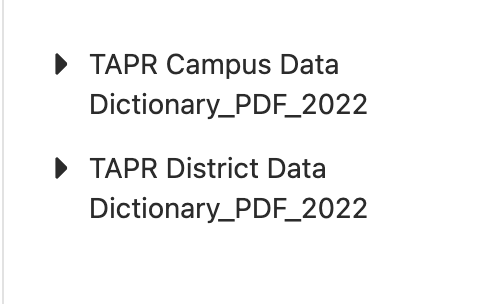 TAPR Campus Data
Dictionary_PDF_2022
TAPR District Data
Dictionary_PDF_2022